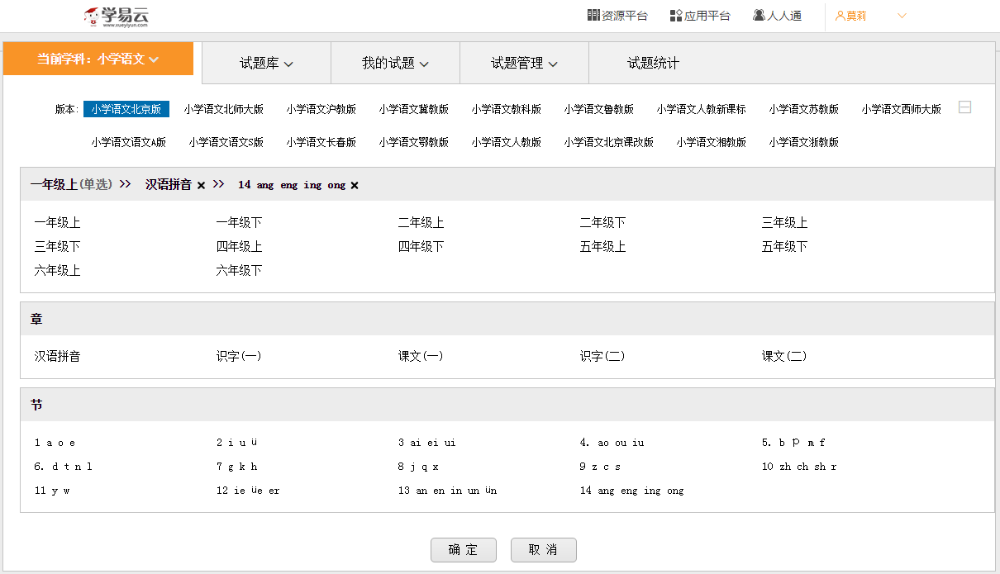 学易云 资源平台 应用平台 人人通 莫莉
www.xueyiyun.com
当前学科：小学语文 试题库 我的试题 试题管理 试题统计
版本: 小学语文北京版 小学语文北师大版 小学语文沪教版 小学语文冀教版 小学语文教科版 小学语文鲁教版 小学语文人教新课标 小学语文苏教版 小学语文西师大版
小学语文语文A版 小学语文语文S版 小学语文长春版 小学语文鄂教版 小学语文人教版 小学语文北京课改版 小学语文湘教版 小学语文浙教版
一年级上(单选) >> 汉语拼音 × >> 14 ang eng ing ong ×
一年级上 一年级下 二年级上 二年级下 三年级上
三年级下 四年级上 四年级下 五年级上 五年级下
六年级上 六年级下
章
汉语拼音 识字(一) 课文(一) 识字(二) 课文(二)
节
1 a o e 2 i u ü 3 ai ei ui 4. ao ou iu 5. b p m f
6. d t n l 7 g k h 8 j q x 9 z c s 10 zh ch sh r
11 y w 12 ie üe er 13 an en in un ün 14 ang eng ing ong
确 定 取 消